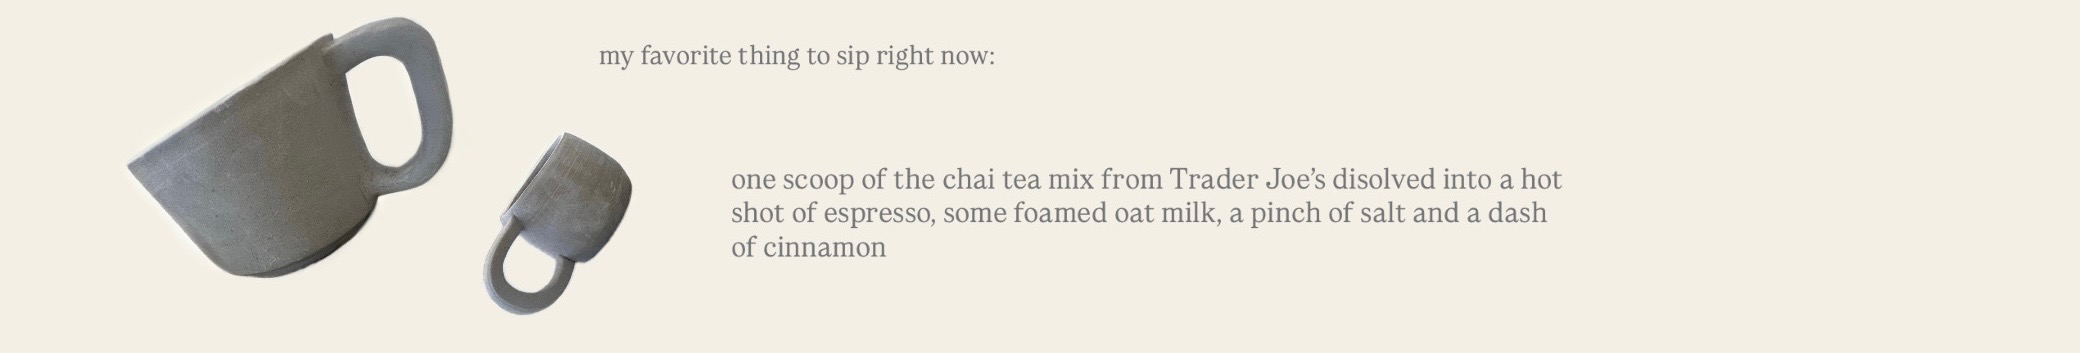 my favorite thing to sip right now:
one scoop of the chai tea mix from Trader Joe’s disolved into a hot
shot of espresso, some foamed oat milk, a pinch of salt and a dash
of cinnamon